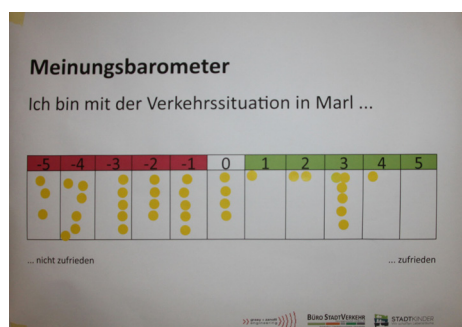 Meinungsbarometer
Ich bin mit der Verkehrssituation in Marl ...
-5 -4 -3 -2 -1 0 1 2 3 4 5
... nicht zufrieden ... zufrieden
BÜRO STADTVERKEHR STADTKINDER